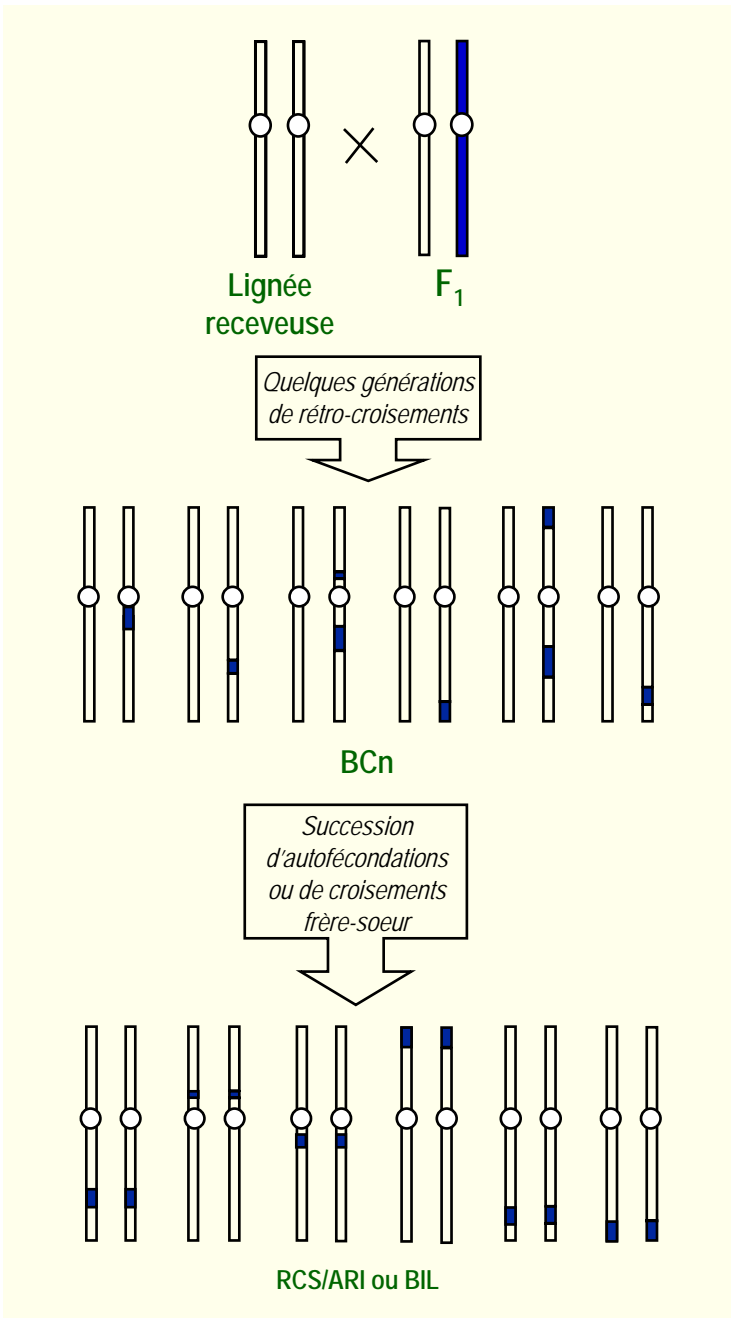 Lignée
receveuse
F1
Quelques générations
de rétro-croisements
BCn
Succession
d'autofécondations
ou de croisements
frère-soeur
RCS/ARI ou BIL